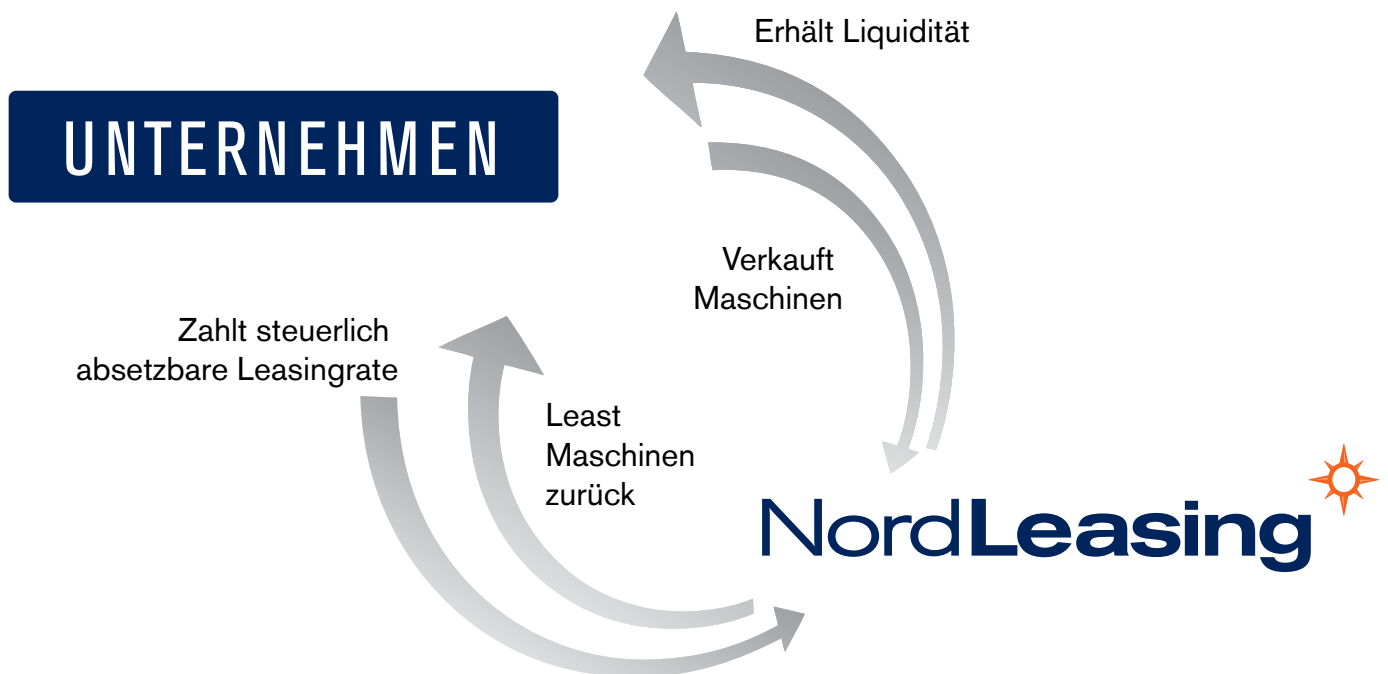 Erhält Liquidität
UNTERNEHMEN
Verkauft
Maschinen
Zahlt steuerlich
absetzbare Leasingrate
Least
Maschinen
zurück
NordLeasing